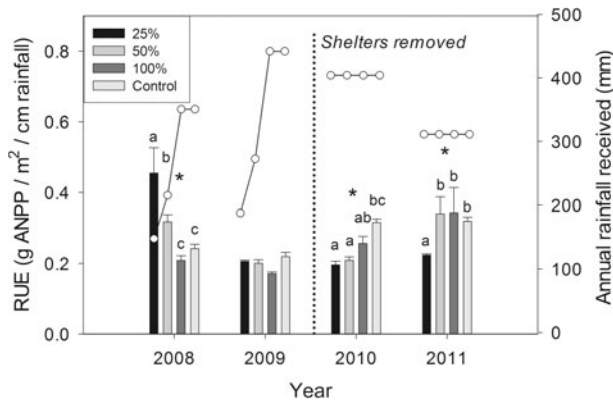 RUE (g ANPP / m² / cm rainfall)
0.8
0.6
0.4
0.2
0.0
25%
50%
100%
Control
Shelters removed
a
b
*
c
c
*
a
a
ab
bc
*
a
b
b
b
2008
2009
2010
2011
Year
500
400
300
200
100
0
Annual rainfall received (mm)